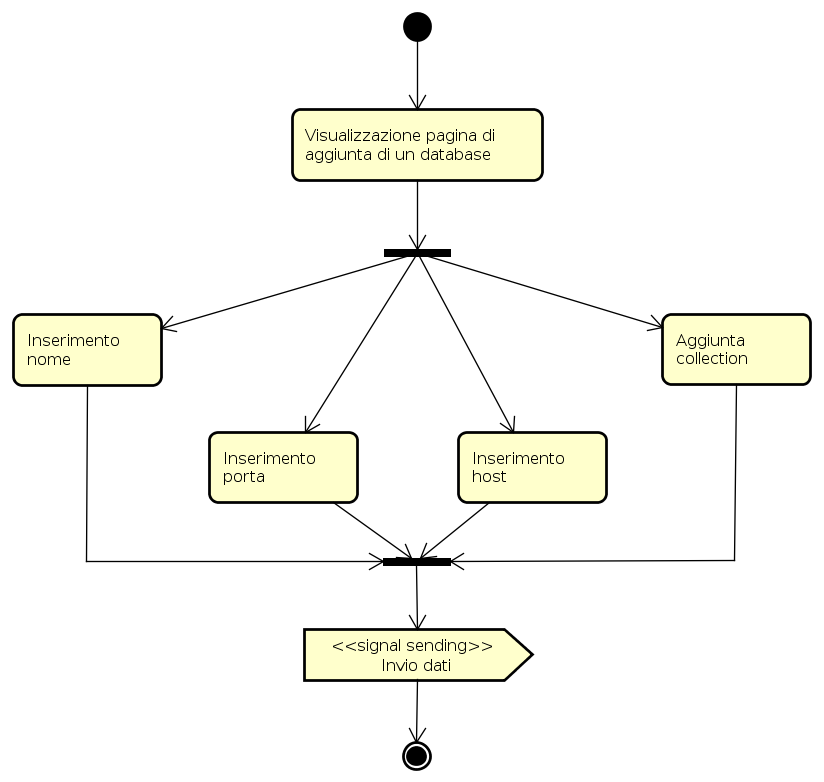 Visualizzazione pagina di
aggiunta di un database
Inserimento
nome
Aggiunta
collection
Inserimento
porta
Inserimento
host
<<signal sending>>
Invio dati